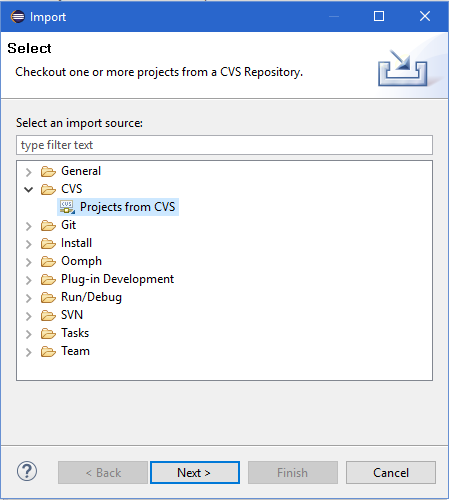 Import
Select
Checkout one or more projects from a CVS Repository.
Select an import source:
type filter text
General
CVS
CVS Projects from CVS
Git
Install
Oomph
Plug-in Development
Run/Debug
SVN
Tasks
Team
?
< Back
Next >
Finish
Cancel